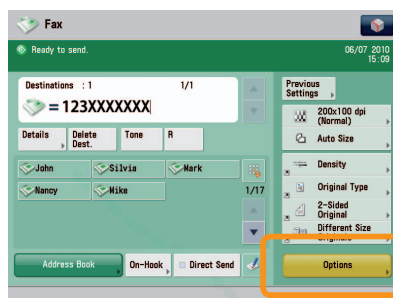 Fax
Ready to send.
06/07 2010
15:09
Destinations : 1
1/1
=123XXXXXXX
Details
Delete Dest.
Tone
R
Previous Settings
200x100 dpi (Normal)
Auto Size
John
Silvia
Mark
Nancy
Mike
1/17
Density
Original Type
2-Sided Original
Different Size Originals
Address Book
On-Hook
Direct Send
Options